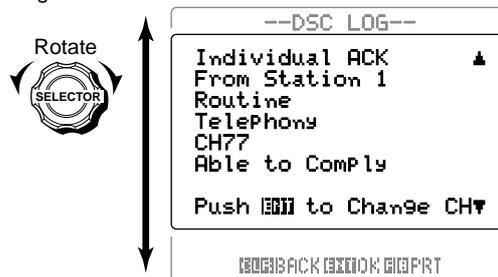 --DSC LOG--
Rotate
SELECTOR
Individual ACK ▲
From Station 1
Routine
Telephony
CH77
Able to Comply
Push ENT to Change CH▼
BACK OK PRT